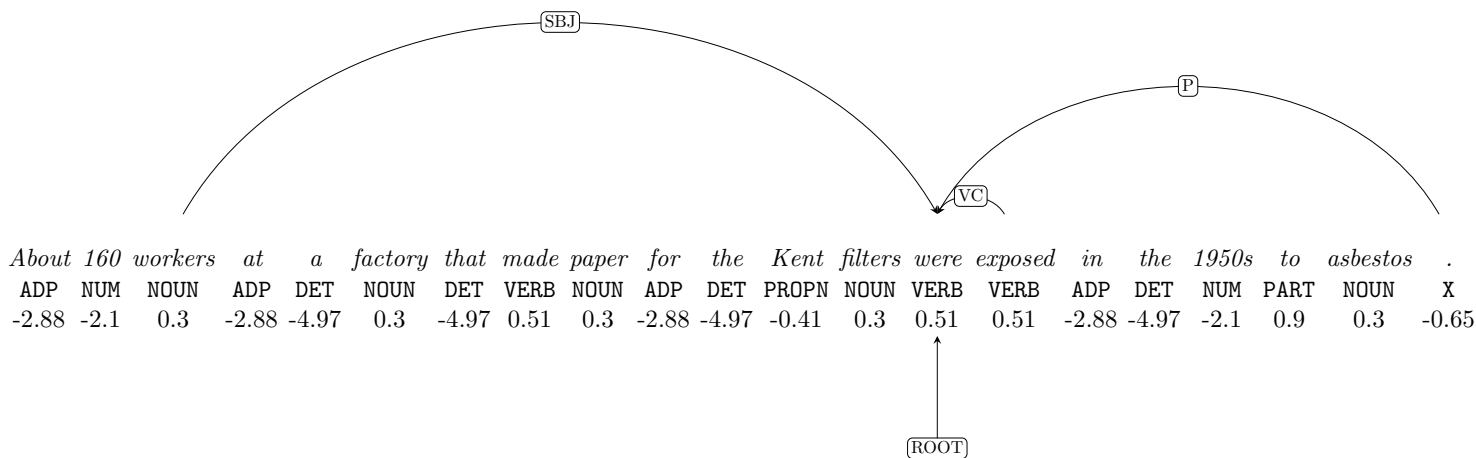 SBJ
P
VC
About 160 workers at a factory that made paper for the Kent filters were exposed in the 1950s to asbestos .
ADP NUM NOUN ADP DET NOUN DET VERB NOUN ADP DET PROPN NOUN VERB VERB ADP DET NUM PART NOUN X
-2.88 -2.1 0.3 -2.88 -4.97 0.3 -4.97 0.51 0.3 -2.88 -4.97 -0.41 0.3 0.51 0.51 -2.88 -4.97 -2.1 0.9 0.3 -0.65
ROOT